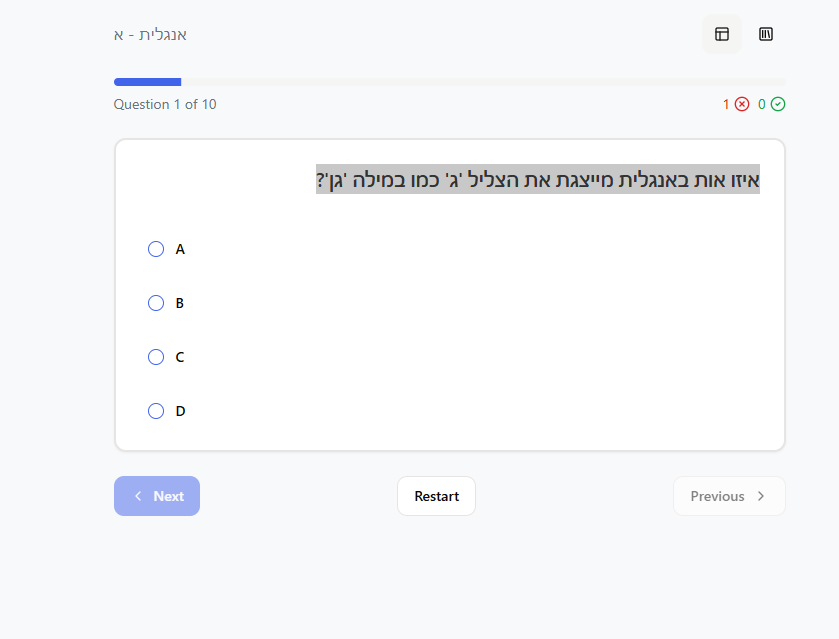 אנגלית - א
Question 1 of 10
1 0
איזו אות באנגלית מייצגת את הצליל 'ג' כמו במילה 'גן'?
A
B
C
D
Next Restart Previous